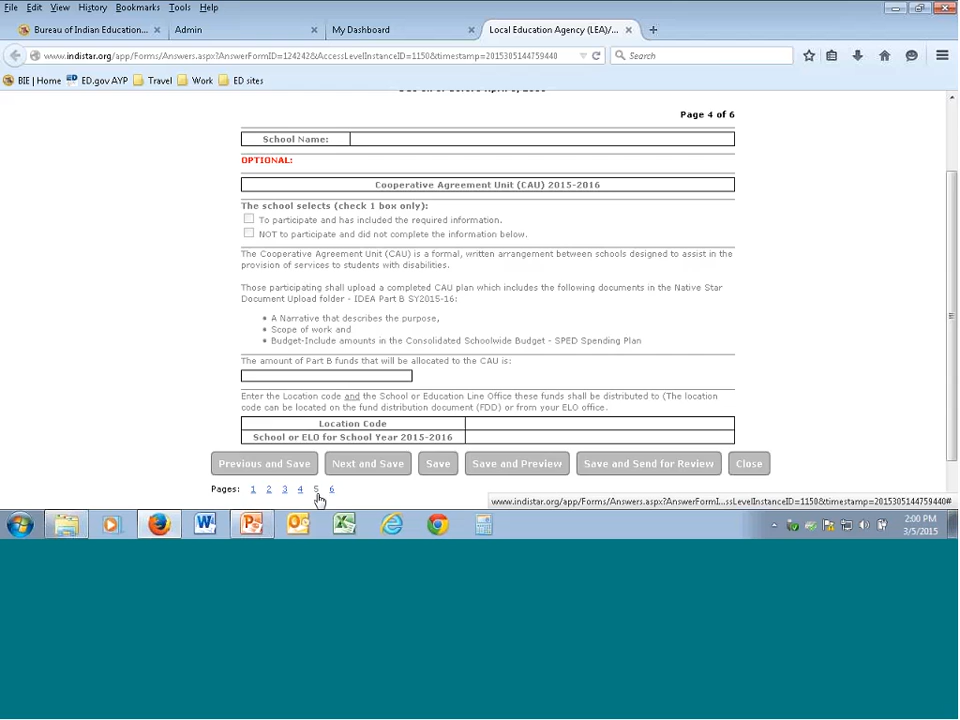 File Edit View History Bookmarks Tools Help
Bureau of Indian Education... × Admin × My Dashboard × Local Education Agency (LEA)/... × +
www.indistar.org/app/Forms/Answers.aspx?AnswerFormID=124242&AccessLevelInstanceID=1150&timestamp=2015305144759440 Search
BIE | Home ED.gov AYP Travel Work ED sites
Page 4 of 6
School Name:
OPTIONAL:
Cooperative Agreement Unit (CAU) 2015-2016
The school selects (check 1 box only):
To participate and has included the required information.
NOT to participate and did not complete the information below.
The Cooperative Agreement Unit (CAU) is a formal, written arrangement between schools designed to assist in the
provision of services to students with disabilities.
Those participating shall upload a completed CAU plan which includes the following documents in the Native Star
Document Upload folder - IDEA Part B SY2015-16:
• A Narrative that describes the purpose,
• Scope of work and
• Budget-Include amounts in the Consolidated Schoolwide Budget - SPED Spending Plan
The amount of Part B funds that will be allocated to the CAU is:
Enter the Location code and the School or Education Line Office these funds shall be distributed to (The location
code can be located on the fund distribution document (FDD) or from your ELO office.
Location Code
School or ELO for School Year 2015-2016
Previous and Save Next and Save Save Save and Preview Save and Send for Review Close
Pages: 1 2 3 4 5 6
www.indistar.org/app/Forms/Answers.aspx?AnswerFormI...ssLevelInstanceID=1150&timestamp=2015305144759440#
2:00 PM
3/5/2015